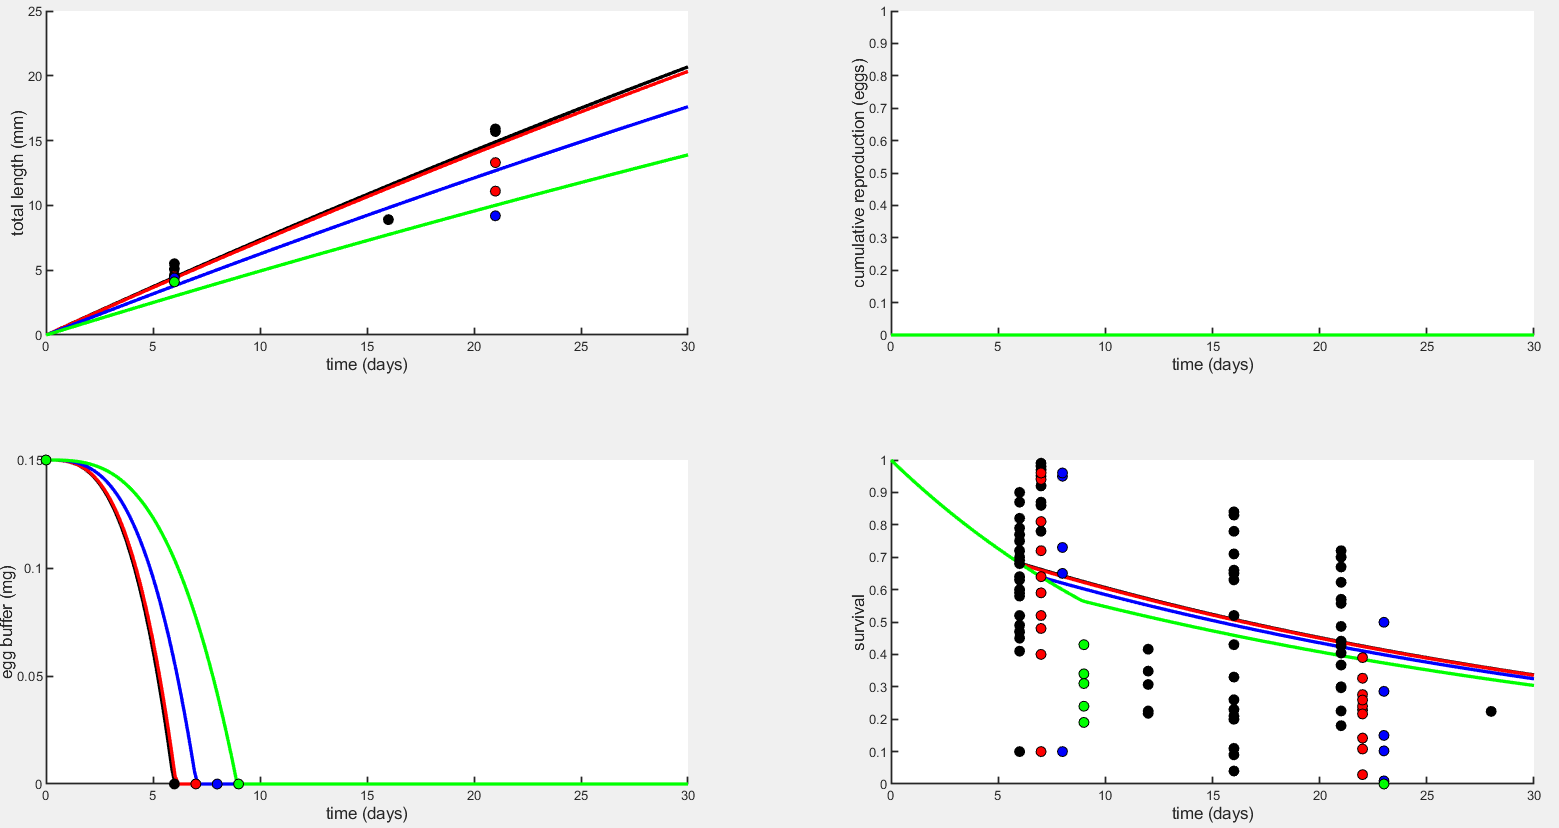 25
20
15
10
5
0
total length (mm)
0 5 10 15 20 25 30
time (days)
1
0.9
0.8
0.7
0.6
0.5
0.4
0.3
0.2
0.1
0
cumulative reproduction (eggs)
0 5 10 15 20 25 30
time (days)
0.15
0.1
0.05
0
egg buffer (mg)
0 5 10 15 20 25 30
time (days)
1
0.9
0.8
0.7
0.6
0.5
0.4
0.3
0.2
0.1
0
survival
0 5 10 15 20 25 30
time (days)